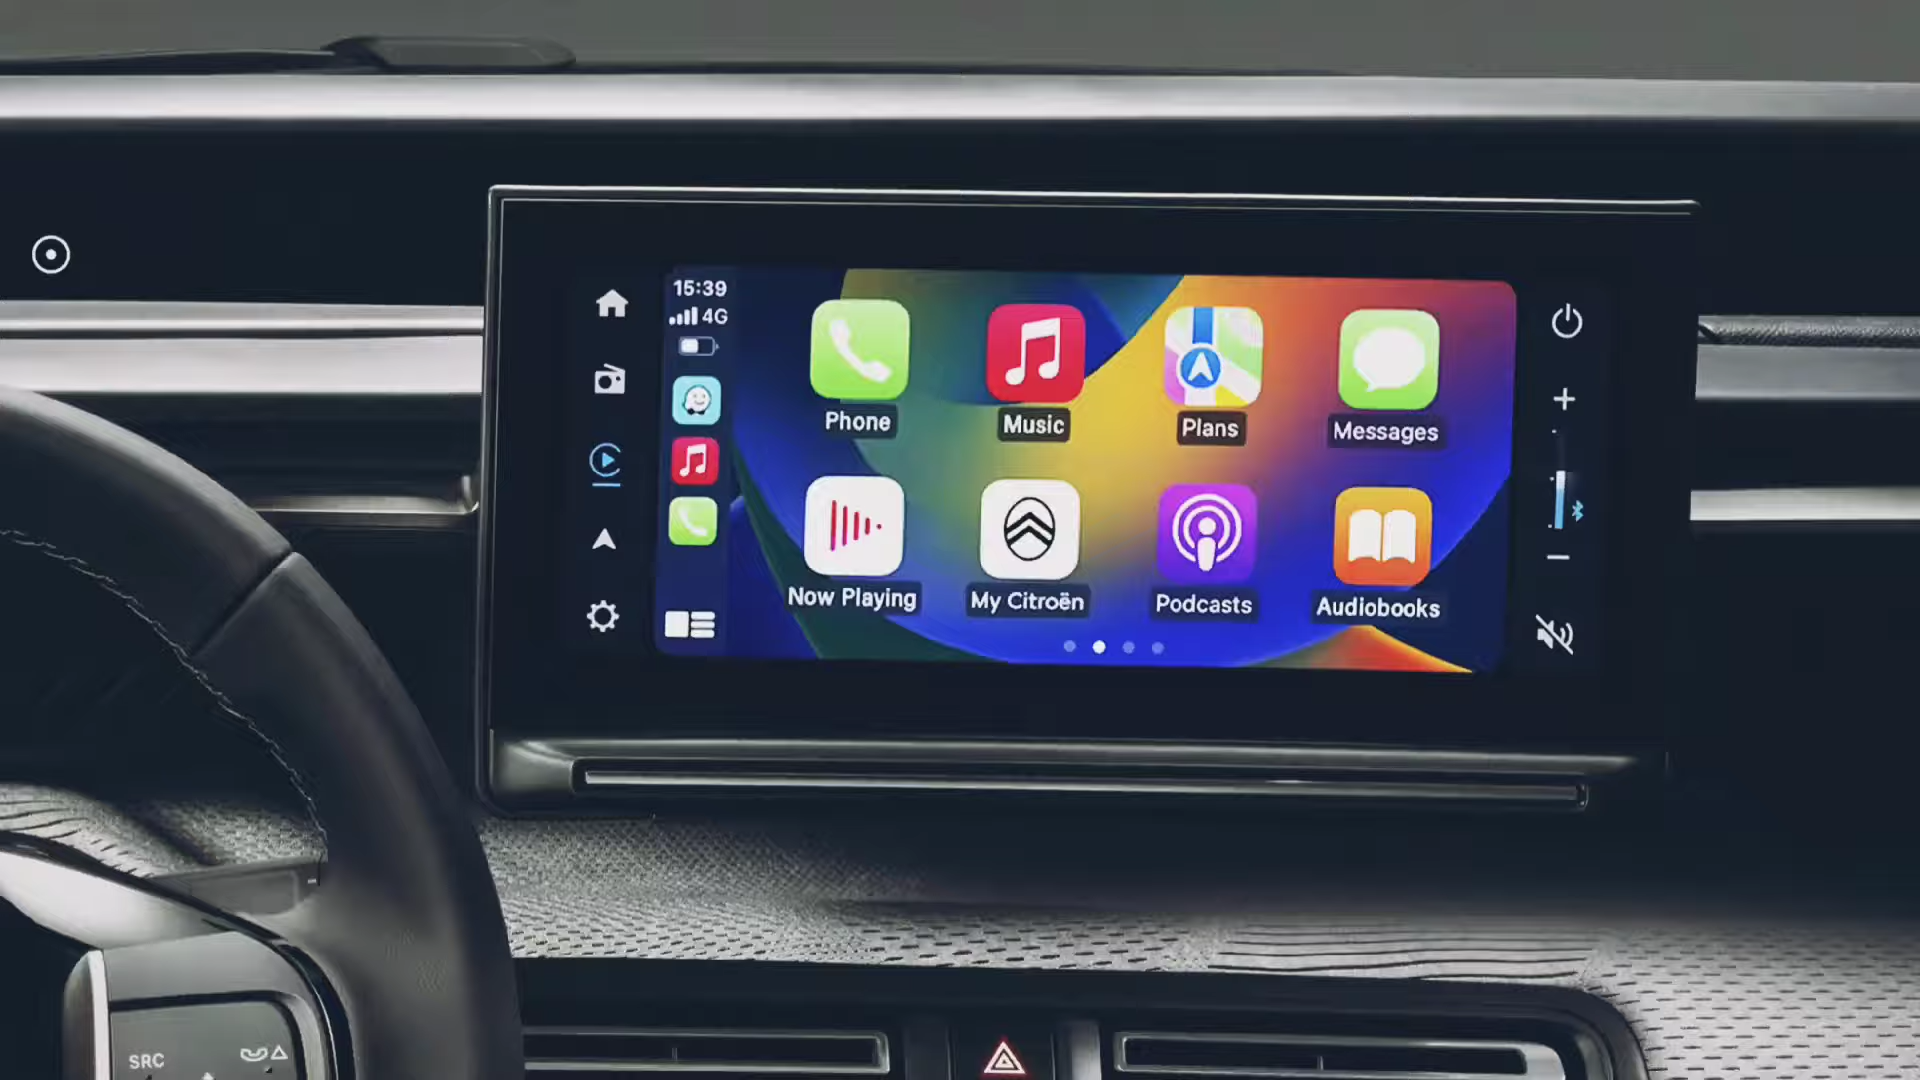 15:39
4G
Phone
Music
Plans
Messages
Now Playing
My Citroën
Podcasts
Audiobooks
SRC